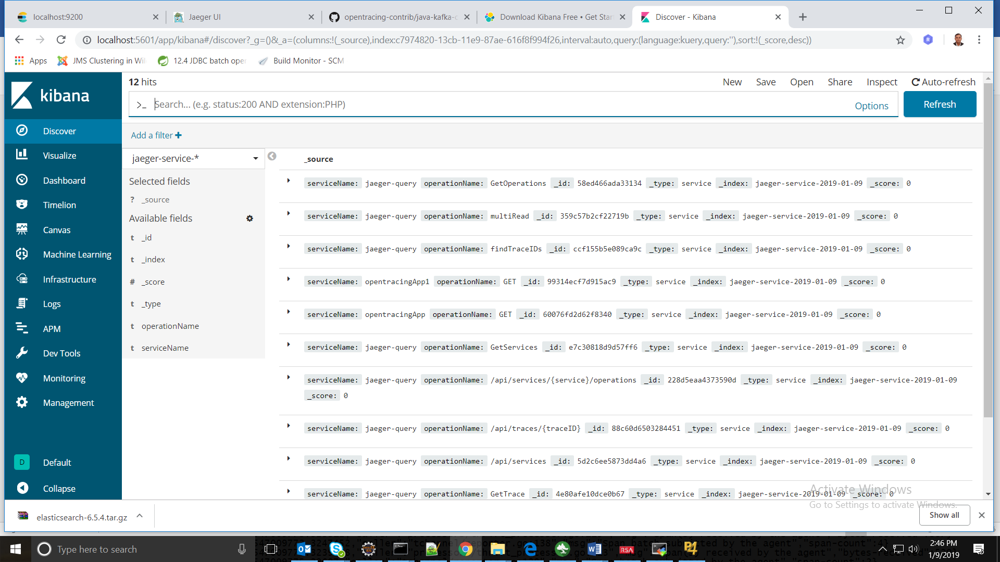 localhost:9200
Jaeger UI
opentracing-contrib/java-kafka-c
Download Kibana Free • Get Star
Discover - Kibana
localhost:5601/app/kibana#/discover?_g=()&_a=(columns:!(_source),index:c7974820-13cb-11e9-87ae-616f8f994f26,interval:auto,query:(language:kuery,query:''),sort:!(_score,desc))
Apps
JMS Clustering in Wi
12.4 JDBC batch oper
Build Monitor - SCM
kibana
Discover
Visualize
Dashboard
Timelion
Canvas
Machine Learning
Infrastructure
Logs
APM
Dev Tools
Monitoring
Management
D Default
Collapse
12 hits
New Save Open Share Inspect Auto-refresh
>_ Search... (e.g. status:200 AND extension:PHP)
Options
Refresh
Add a filter +
jaeger-service-*
Selected fields
? _source
Available fields
t _id
t _index
# _score
t _type
t operationName
t serviceName
_source
serviceName: jaeger-query operationName: GetOperations _id: 58ed466ada33134 _type: service _index: jaeger-service-2019-01-09 _score: 0
serviceName: jaeger-query operationName: multiRead _id: 359c57b2cf22719b _type: service _index: jaeger-service-2019-01-09 _score: 0
serviceName: jaeger-query operationName: findTraceIDs _id: ccf155b5e089ca9c _type: service _index: jaeger-service-2019-01-09 _score: 0
serviceName: opentracingApp1 operationName: GET _id: 99314ecf7d915ac9 _type: service _index: jaeger-service-2019-01-09 _score: 0
serviceName: opentracingApp operationName: GET _id: 60076fd2d62f8340 _type: service _index: jaeger-service-2019-01-09 _score: 0
serviceName: jaeger-query operationName: GetServices _id: e7c30818d9d57ff6 _type: service _index: jaeger-service-2019-01-09 _score: 0
serviceName: jaeger-query operationName: /api/services/{service}/operations _id: 228d5eaa4373590d _type: service _index: jaeger-service-2019-01-09
_score: 0
serviceName: jaeger-query operationName: /api/traces/{traceID} _id: 88c60d6503284451 _type: service _index: jaeger-service-2019-01-09 _score: 0
serviceName: jaeger-query operationName: /api/services _id: 5d2c6ee5873dd4a6 _type: service _index: jaeger-service-2019-01-09 _score: 0
serviceName: jaeger-query operationName: GetTrace _id: 4e80afe10dce0b67 _type: service _index: jaeger-service-2019-01-09 _score: 0
Activate Windows
Go to Settings to activate Windows.
elasticsearch-6.5.4.tar.gz
Show all
Type here to search
RSA
2:46 PM
1/9/2019